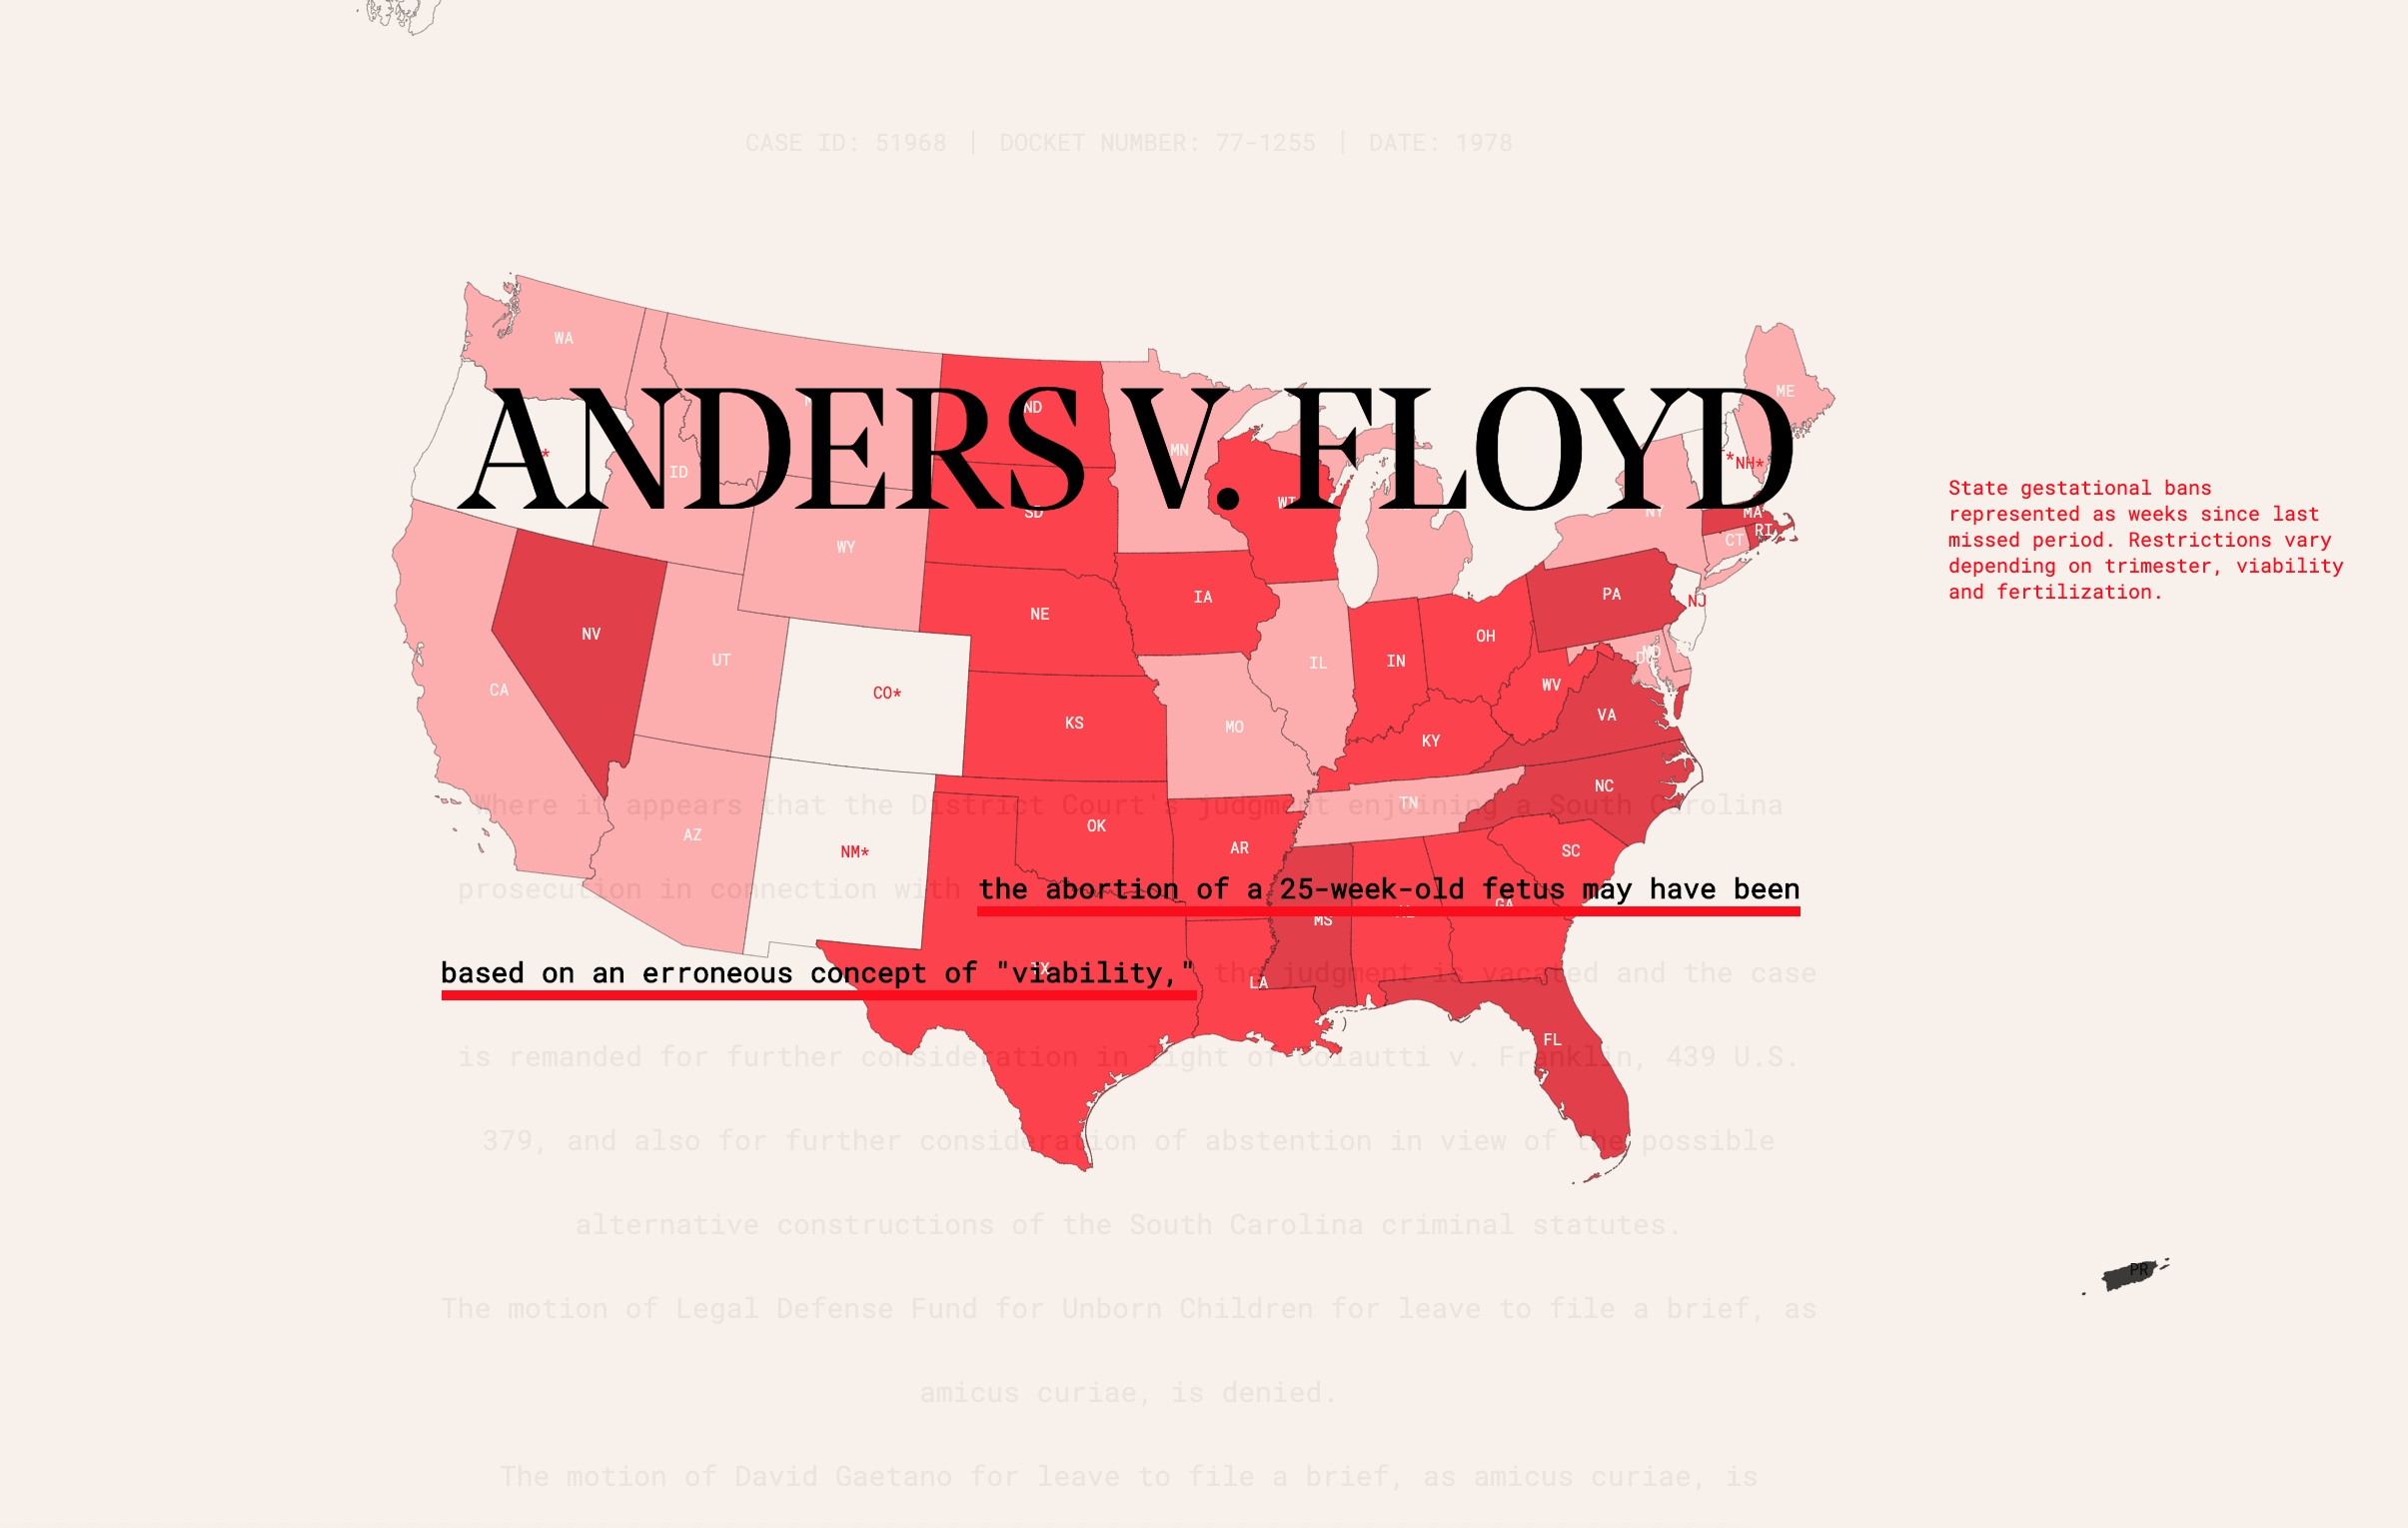 CASE ID: 51968 | DOCKET NUMBER: 77-1255 | DATE: 1978
WA
ME
ANDERS V. FLOYD
ND
MN
ID
*
*NH*
WI
SD
NY
MA
RI
CT
WY
State gestational bans
represented as weeks since last
missed period. Restrictions vary
depending on trimester, viability
and fertilization.
IA
PA
NJ
NE
NV
OH
UT
IL
IN
MD
CA
CO*
WV
KS
MO
VA
KY
NC
TN
Where it appears that the District Court's judgment enjoining a South Carolina
OK
AZ
NM*
AR
SC
prosecution in connection with the abortion of a 25-week-old fetus may have been
GA
MS
based on an erroneous concept of "viability," the judgment is vacated and the case
TX
LA
FL
is remanded for further consideration in light of Colautti v. Franklin, 439 U.S.
379, and also for further consideration of abstention in view of the possible
alternative constructions of the South Carolina criminal statutes.
PR
The motion of Legal Defense Fund for Unborn Children for leave to file a brief, as
amicus curiae, is denied.
The motion of David Gaetano for leave to file a brief, as amicus curiae, is